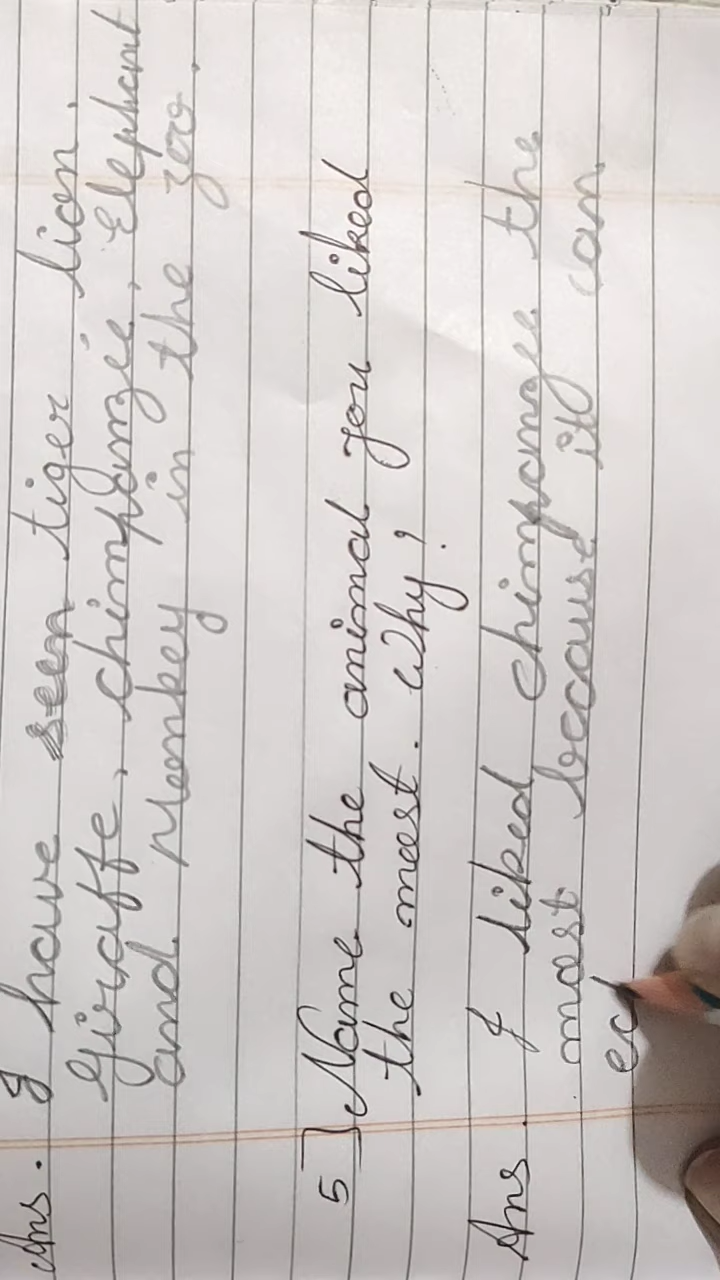 Ans. I have seen tiger, lion,
Giraffe, chimpanzee, Elephant
and Monkey in the zoo.
5] Name the animal you liked
the most. Why?
Ans. I liked chimpanzee the
most because it can